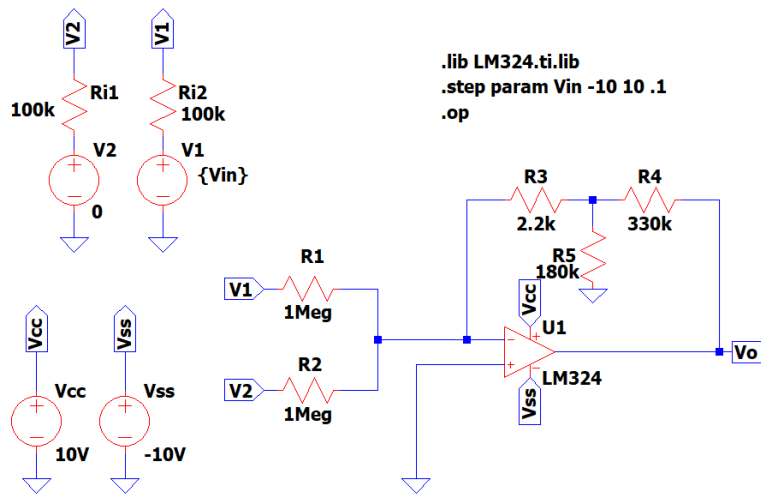 V2
V1
Ri1
100k
Ri2
100k
V2
0
V1
{Vin}
.lib LM324.ti.lib
.step param Vin -10 10 .1
.op
R3
2.2k
R4
330k
R5
180k
R1
1Meg
V1
R2
1Meg
V2
Vcc
U1
LM324
Vss
Vo
Vcc
Vcc
10V
Vss
Vss
-10V